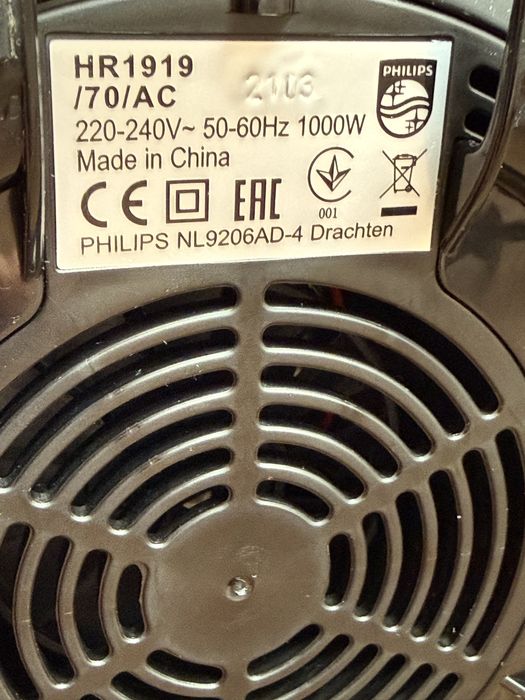 HR1919
/70/AC
2103
PHILIPS
220-240V~ 50-60Hz 1000W
Made in China
CE EAC
001
PHILIPS NL9206AD-4 Drachten